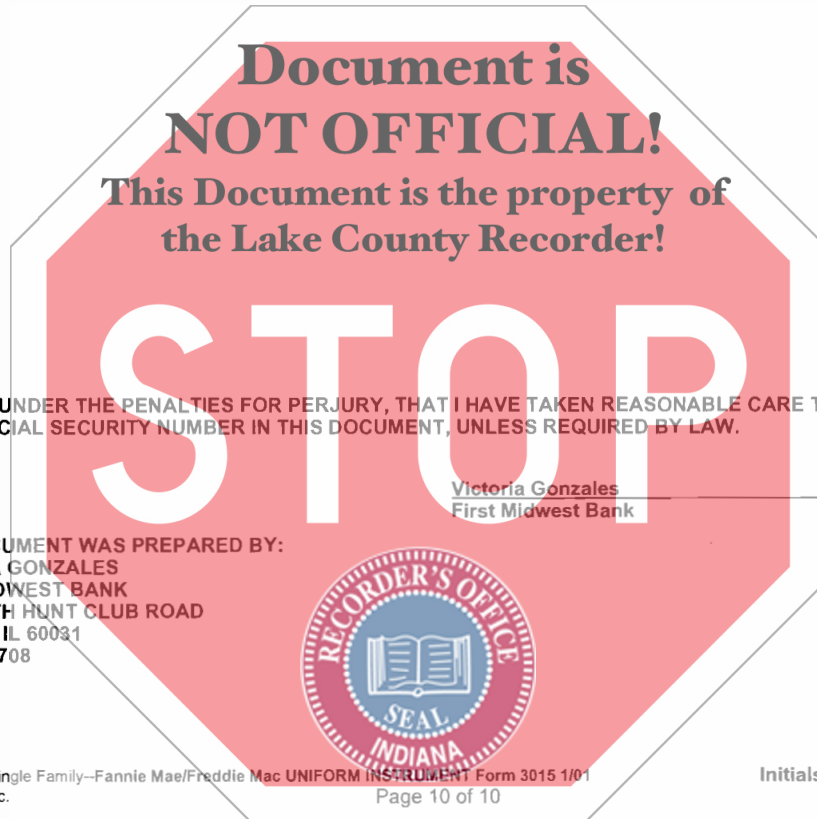 Document is
NOT OFFICIAL!
This Document is the property of
the Lake County Recorder!
STOP
UNDER THE PENALTIES FOR PERJURY, THAT I HAVE TAKEN REASONABLE CARE T
CIAL SECURITY NUMBER IN THIS DOCUMENT, UNLESS REQUIRED BY LAW.
Victoria Gonzales
First Midwest Bank
UMENT WAS PREPARED BY:
GONZALES
WEST BANK
H HUNT CLUB ROAD
IL 60031
708
RECORDER'S OFFICE
SEAL
INDIANA
ingle Family--Fannie Mae/Freddie Mac UNIFORM INSTRUMENT Form 3015 1/01
Initials
c.
Page 10 of 10